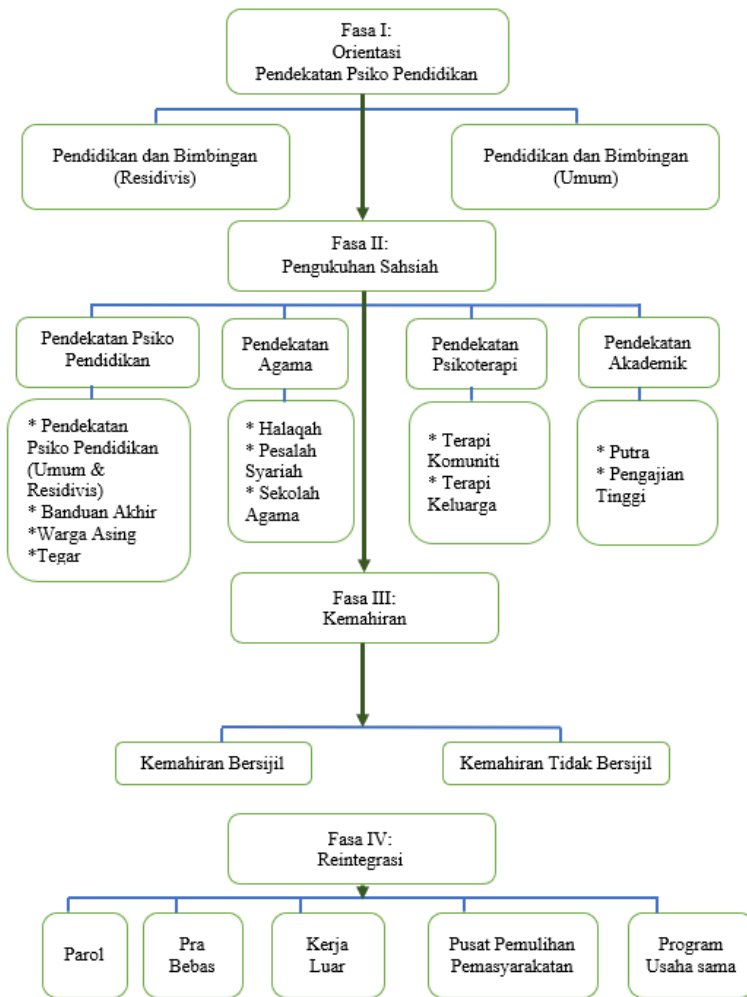 Fasa I:
Orientasi
Pendekatan Psiko Pendidikan
Pendidikan dan Bimbingan
(Residivis)
Pendidikan dan Bimbingan
(Umum)
Fasa II:
Pengukuhan Sahsiah
Pendekatan Psiko
Pendidikan
Pendekatan
Agama
Pendekatan
Psikoterapi
Pendekatan
Akademik
* Pendekatan
Psiko Pendidikan
(Umum &
Residivis)
* Banduan Akhir
*Warga Asing
*Tegar
* Halaqah
* Pesalah
Syariah
* Sekolah
Agama
* Terapi
Komuniti
* Terapi
Keluarga
* Putra
* Pengajian
Tinggi
Fasa III:
Kemahiran
Kemahiran Bersijil
Kemahiran Tidak Bersijil
Fasa IV:
Reintegrasi
Parol
Pra
Bebas
Kerja
Luar
Pusat Pemulihan
Pemasyarakatan
Program
Usaha sama